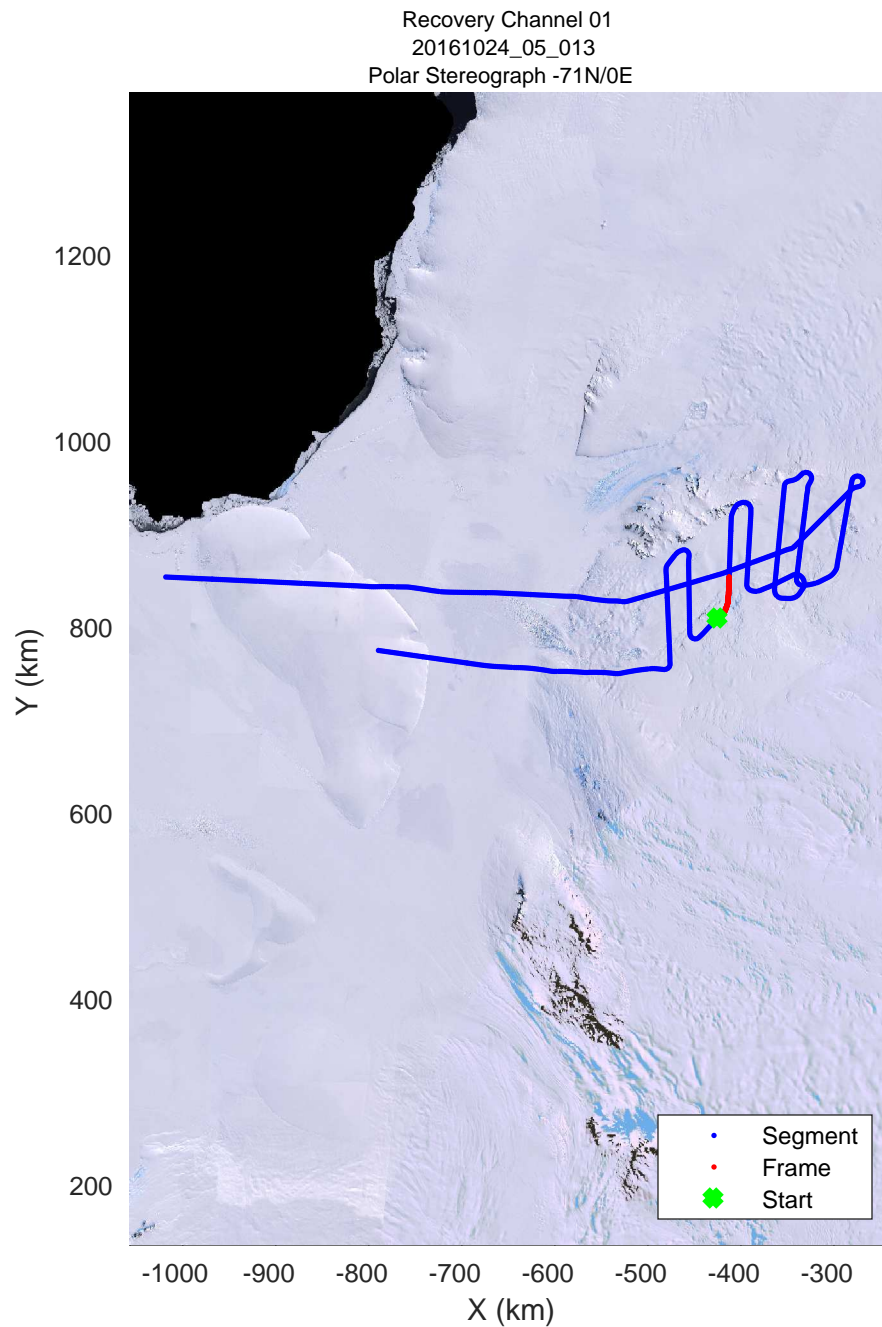 Recovery Channel 01
20161024_05_013
Polar Stereograph -71N/0E
Y (km)
1200
1000
800
600
400
200
Segment
Frame
Start
-1000 -900 -800 -700 -600 -500 -400 -300
X (km)